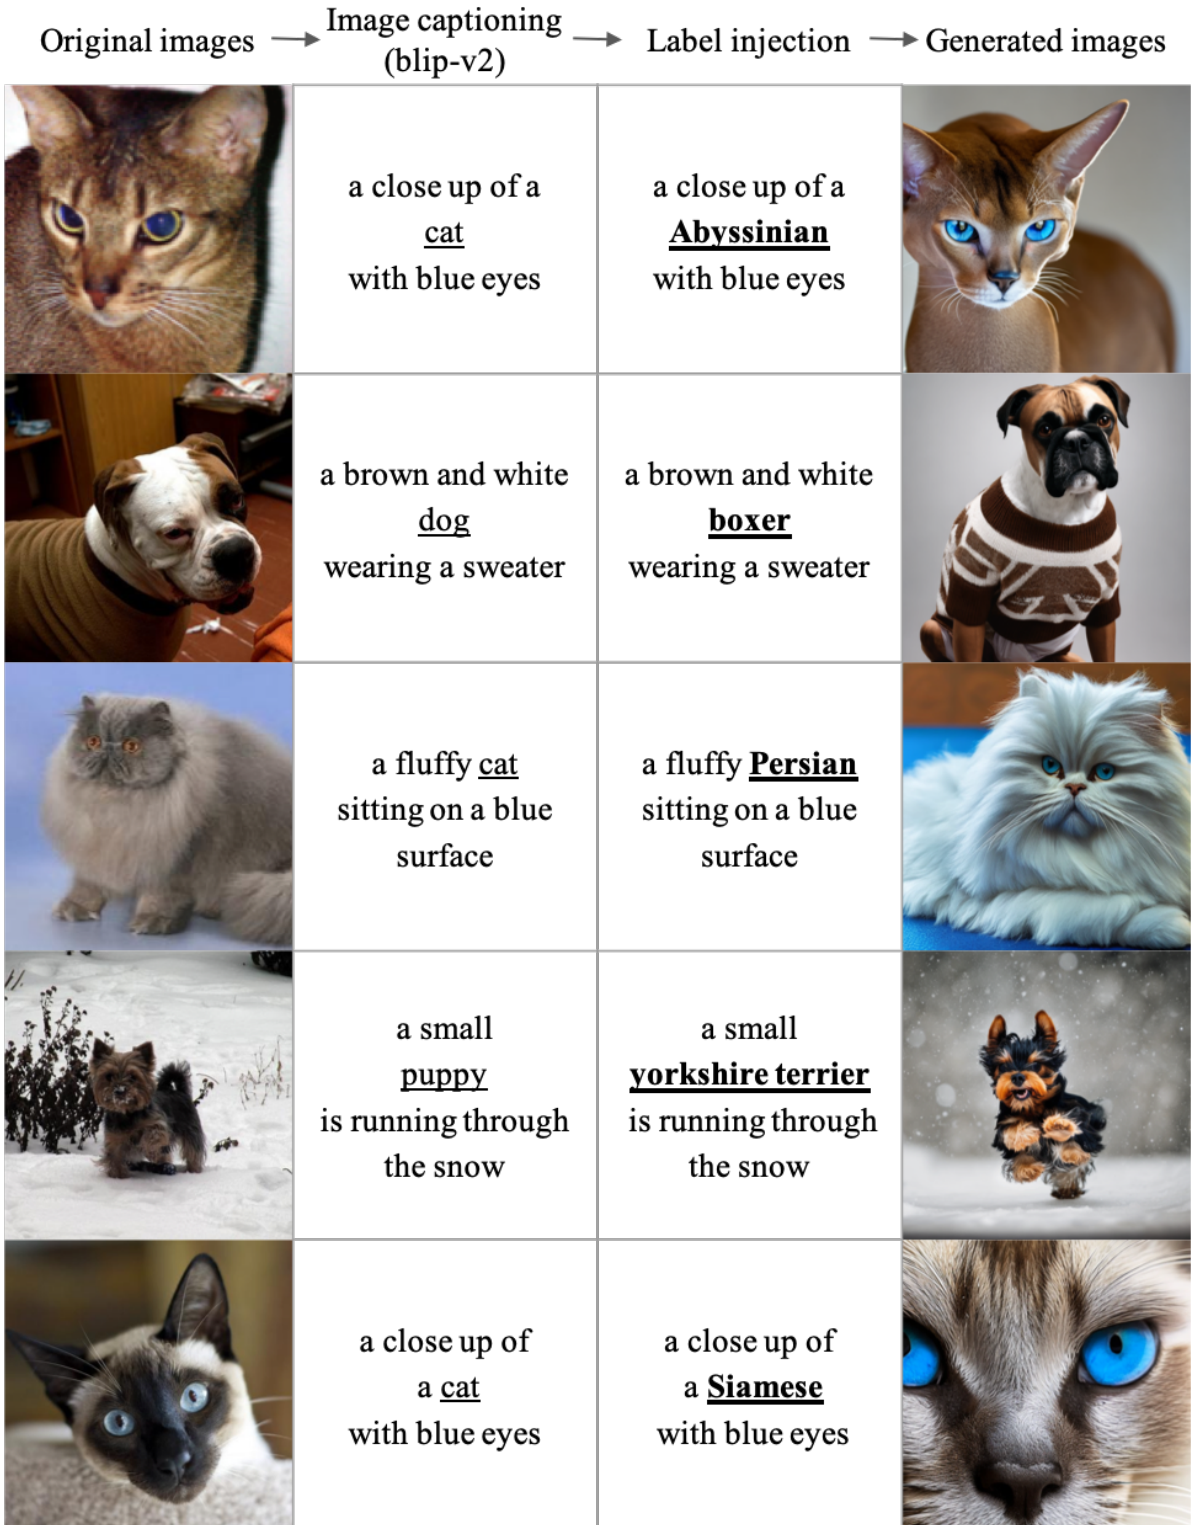 Original images → Image captioning (blip-v2) → Label injection → Generated images
a close up of a
cat
with blue eyes
a close up of a
Abyssinian
with blue eyes
a brown and white
dog
wearing a sweater
a brown and white
boxer
wearing a sweater
a fluffy cat
sitting on a blue
surface
a fluffy Persian
sitting on a blue
surface
a small
puppy
is running through
the snow
a small
yorkshire terrier
is running through
the snow
a close up of
a cat
with blue eyes
a close up of
a Siamese
with blue eyes